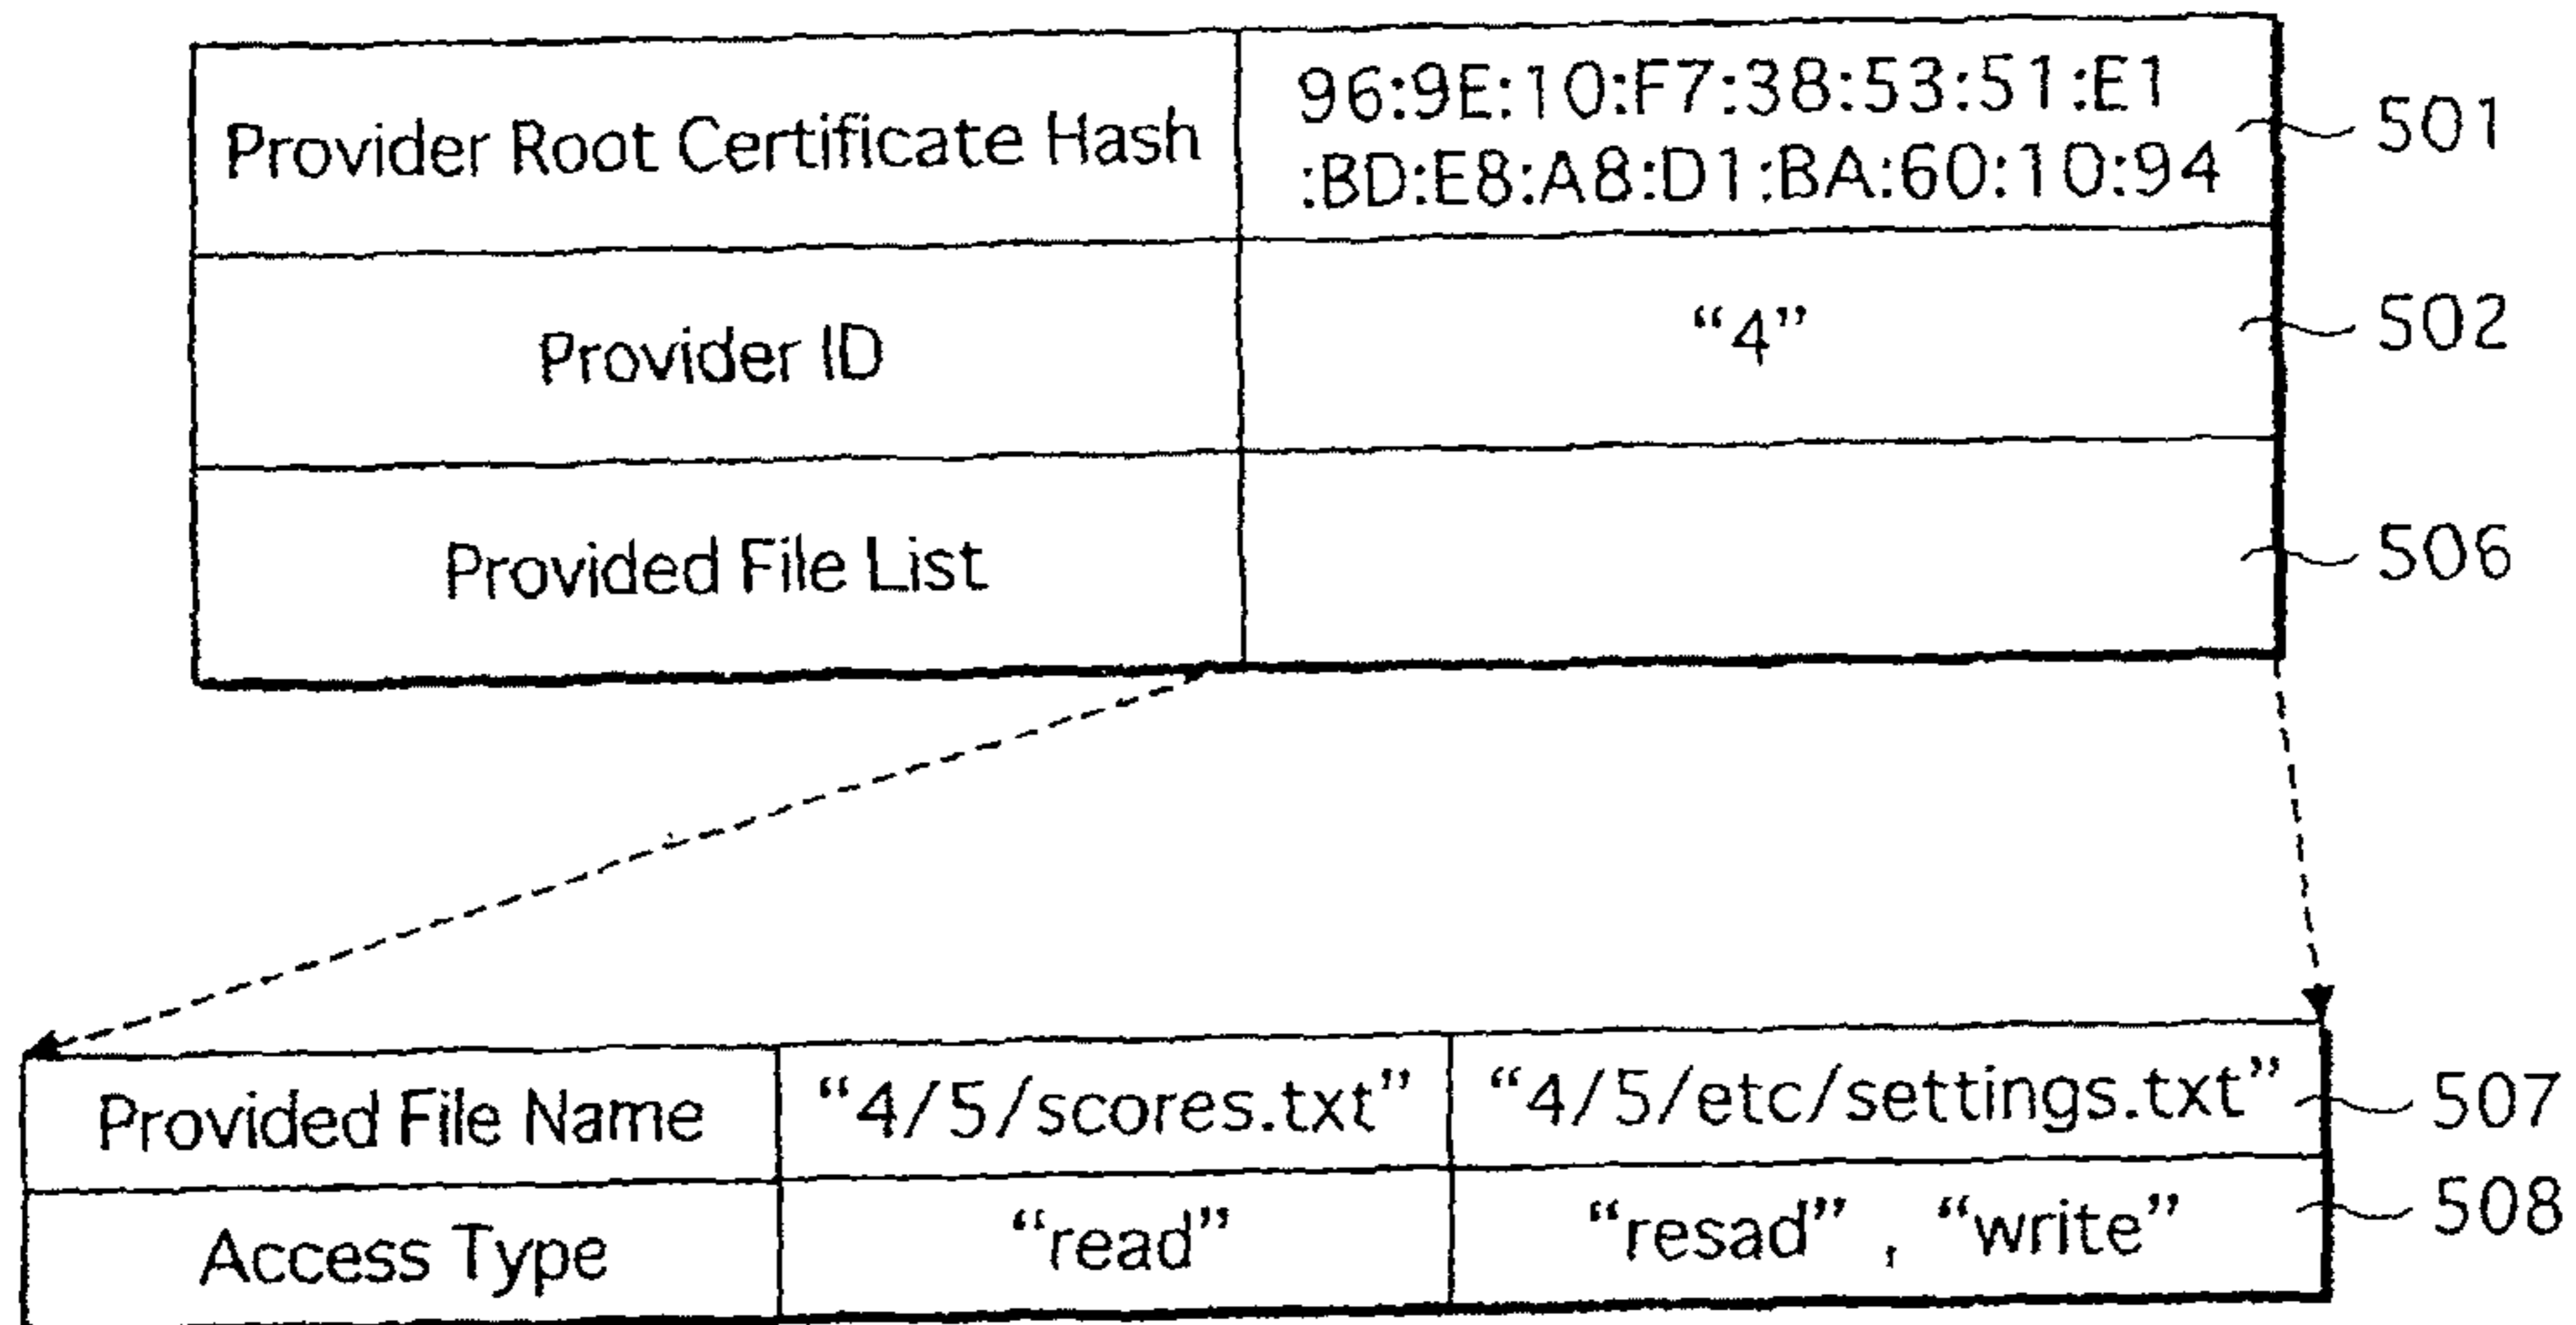 Provider Root Certificate Hash
96:9E:10:F7:38:53:51:E1
:BD:E8:A8:D1:BA:60:10:94
501
Provider ID
“4”
502
Provided File List
506
Provided File Name
“4/5/scores.txt”
“4/5/etc/settings.txt”
507
Access Type
“read”
“resad” , “write”
508